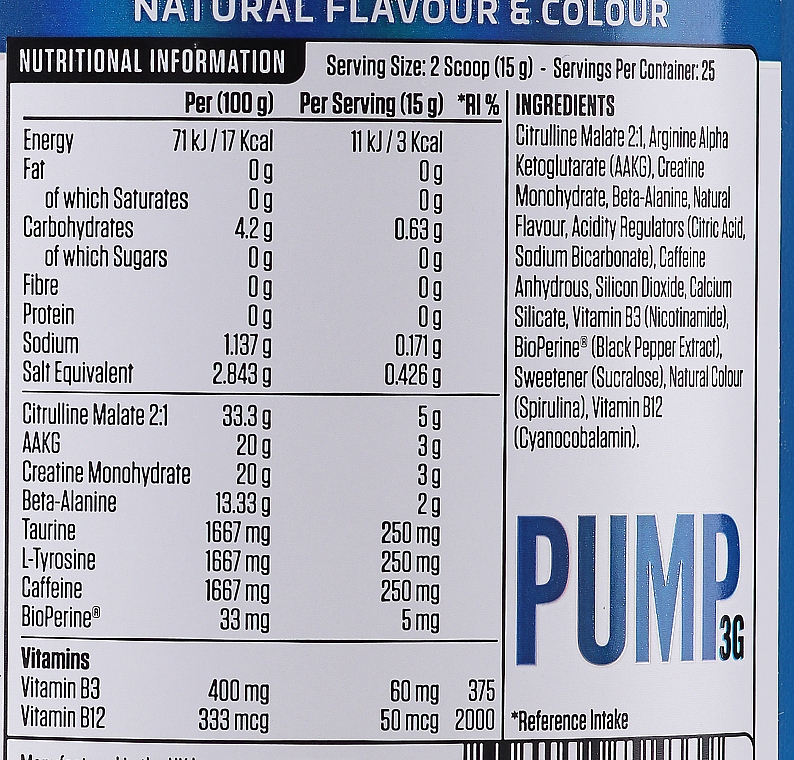 NATURAL FLAVOUR & COLOUR
NUTRITIONAL INFORMATION
Serving Size: 2 Scoop (15 g) - Servings Per Container: 25
Per (100 g) Per Serving (15 g) *RI %
Energy 71 kJ / 17 Kcal 11 kJ / 3 Kcal
Fat 0 g 0 g
of which Saturates 0 g 0 g
Carbohydrates 4.2 g 0.63 g
of which Sugars 0 g 0 g
Fibre 0 g 0 g
Protein 0 g 0 g
Sodium 1.137 g 0.171 g
Salt Equivalent 2.843 g 0.426 g
Citrulline Malate 2:1 33.3 g 5 g
AAKG 20 g 3 g
Creatine Monohydrate 20 g 3 g
Beta-Alanine 13.33 g 2 g
Taurine 1667 mg 250 mg
L-Tyrosine 1667 mg 250 mg
Caffeine 1667 mg 250 mg
BioPerine® 33 mg 5 mg
Vitamins
Vitamin B3 400 mg 60 mg 375
Vitamin B12 333 mcg 50 mcg 2000
INGREDIENTS
Citrulline Malate 2:1, Arginine Alpha
Ketoglutarate (AAKG), Creatine
Monohydrate, Beta-Alanine, Natural
Flavour, Acidity Regulators (Citric Acid,
Sodium Bicarbonate), Caffeine
Anhydrous, Silicon Dioxide, Calcium
Silicate, Vitamin B3 (Nicotinamide),
BioPerine® (Black Pepper Extract),
Sweetener (Sucralose), Natural Colour
(Spirulina), Vitamin B12
(Cyanocobalamin).
PUMP
3G
*Reference Intake